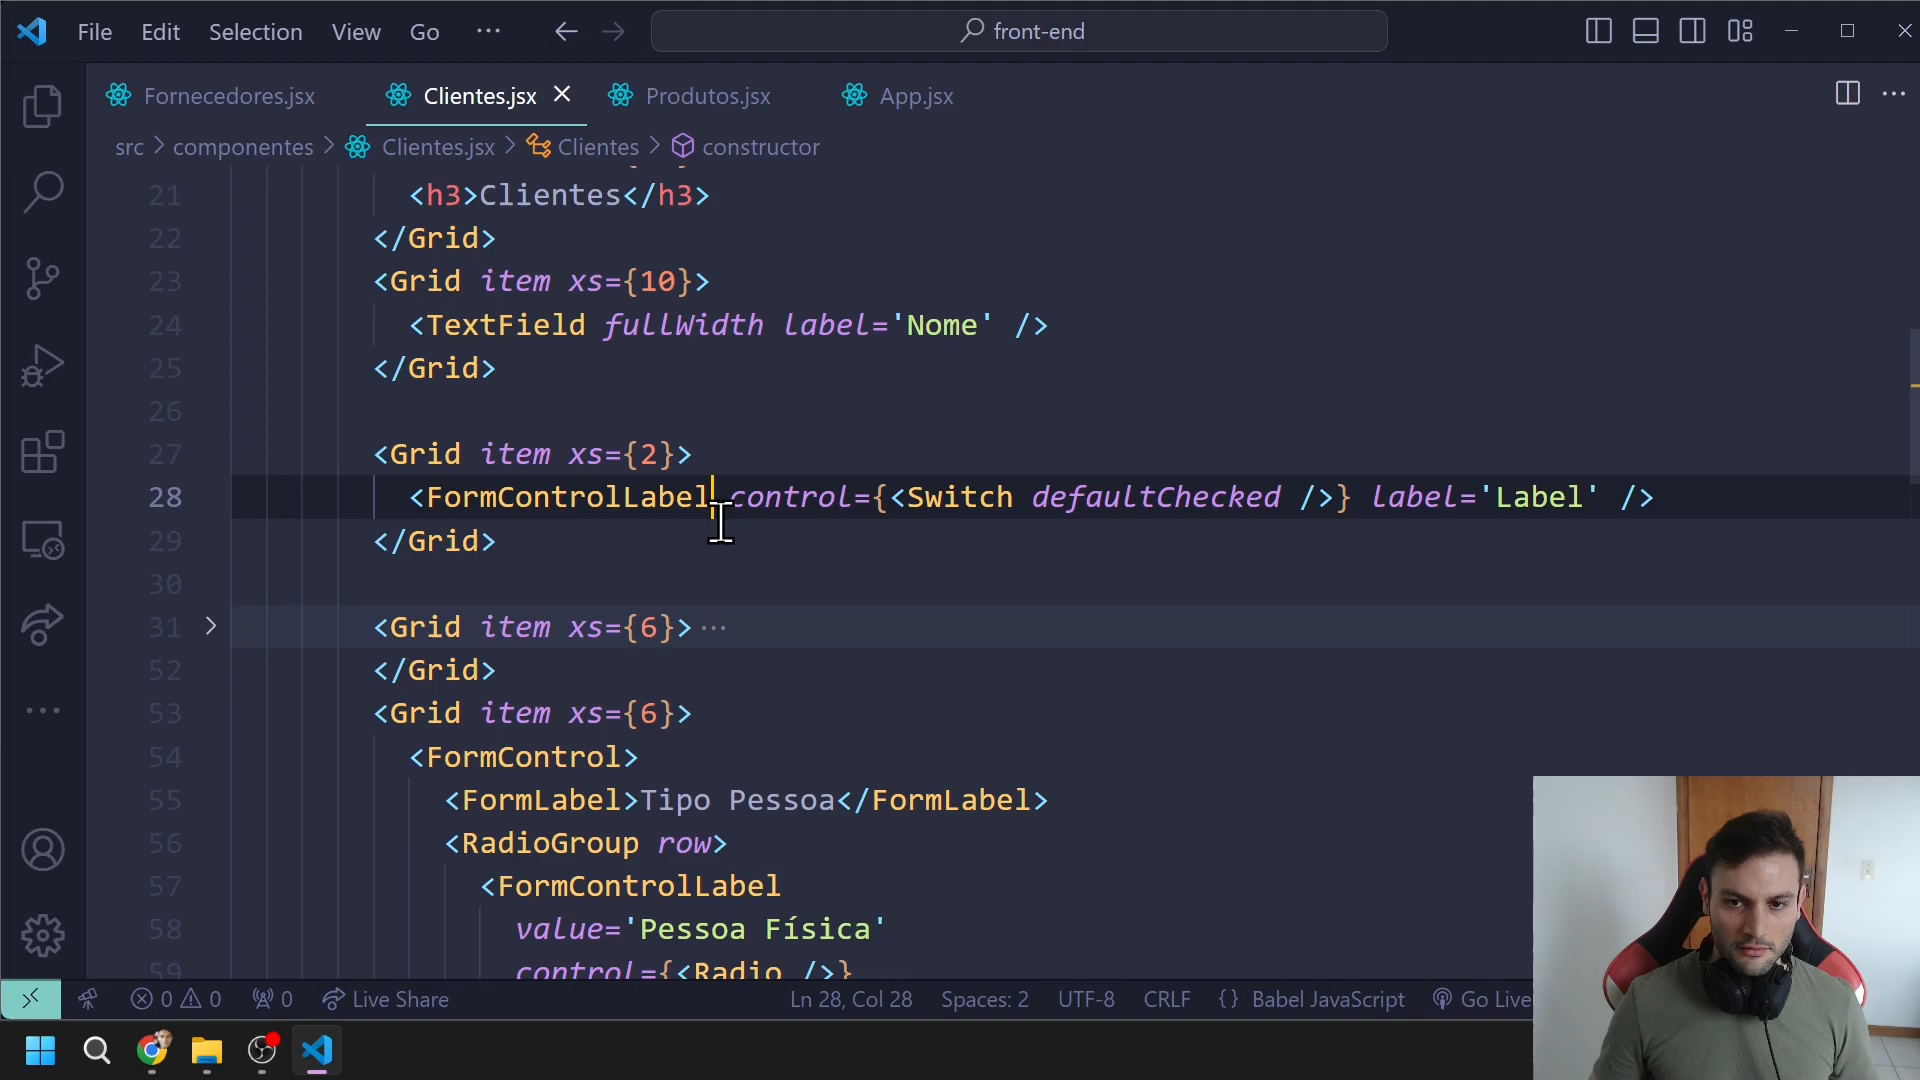 File Edit Selection View Go ··· front-end
Fornecedores.jsx Clientes.jsx Produtos.jsx App.jsx
src > componentes > Clientes.jsx > Clientes > constructor
21 <h3>Clientes</h3>
22 </Grid>
23 <Grid item xs={10}>
24 <TextField fullWidth label='Nome' />
25 </Grid>
26
27 <Grid item xs={2}>
28 <FormControlLabel control={<Switch defaultChecked />} label='Label' />
29 </Grid>
30
31 <Grid item xs={6}> ···
52 </Grid>
53 <Grid item xs={6}>
54 <FormControl>
55 <FormLabel>Tipo Pessoa</FormLabel>
56 <RadioGroup row>
57 <FormControlLabel
58 value='Pessoa Física'
59 control={<Radio />}
0 0 0 Live Share Ln 28, Col 28 Spaces: 2 UTF-8 CRLF {} Babel JavaScript Go Live